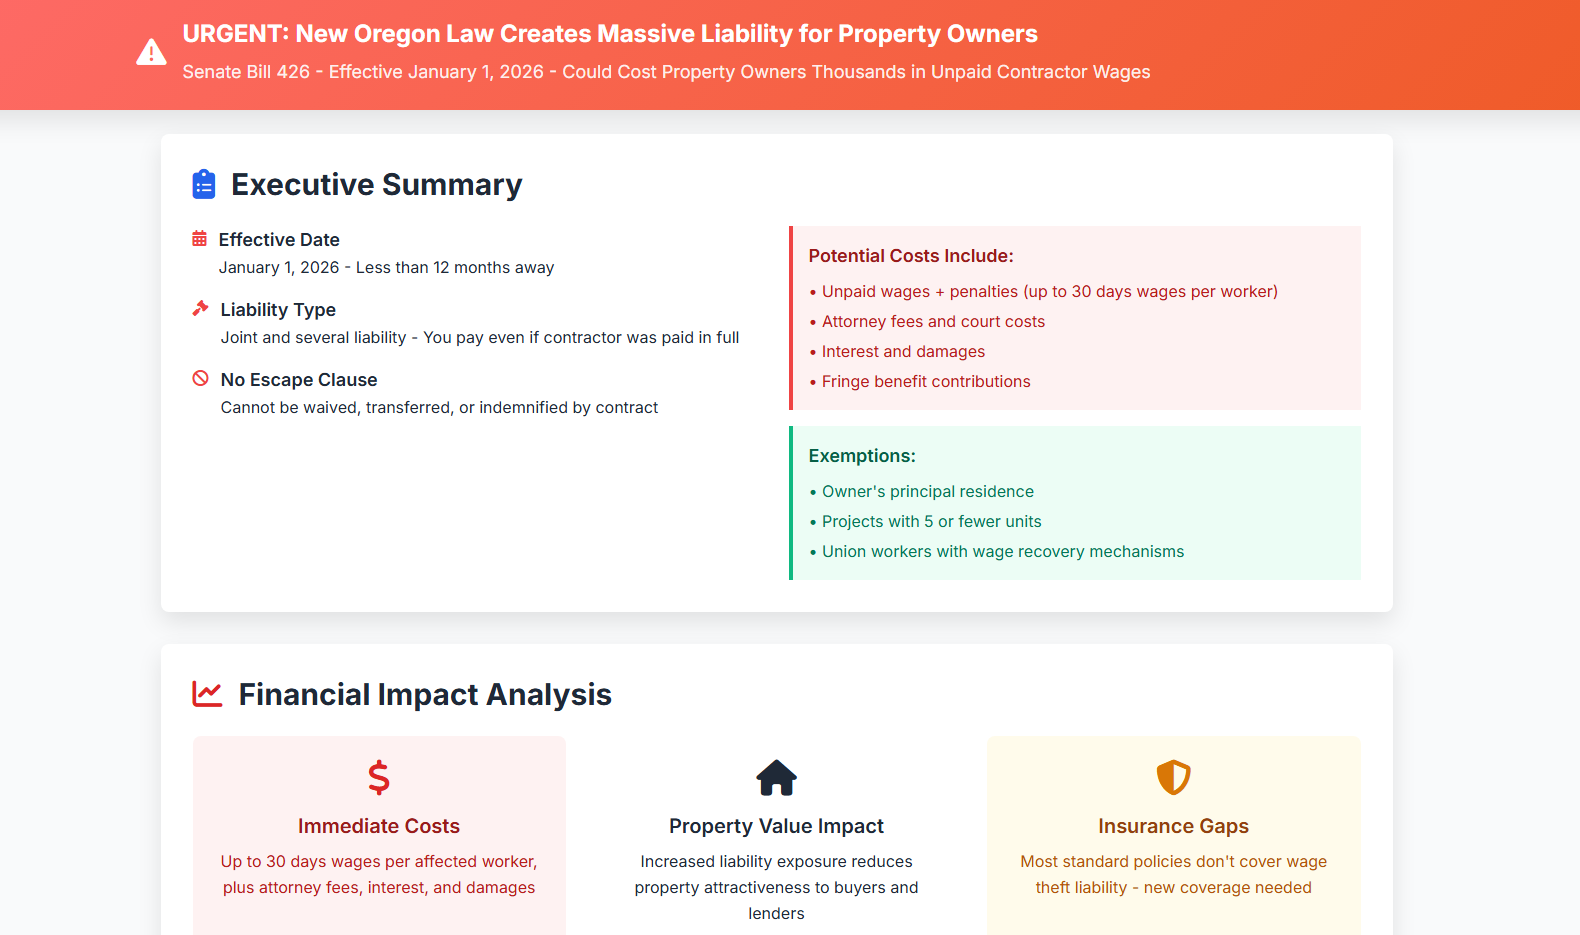 URGENT: New Oregon Law Creates Massive Liability for Property Owners
Senate Bill 426 - Effective January 1, 2026 - Could Cost Property Owners Thousands in Unpaid Contractor Wages
Executive Summary
Effective Date
January 1, 2026 - Less than 12 months away
Liability Type
Joint and several liability - You pay even if contractor was paid in full
No Escape Clause
Cannot be waived, transferred, or indemnified by contract
Potential Costs Include:
• Unpaid wages + penalties (up to 30 days wages per worker)
• Attorney fees and court costs
• Interest and damages
• Fringe benefit contributions
Exemptions:
• Owner's principal residence
• Projects with 5 or fewer units
• Union workers with wage recovery mechanisms
Financial Impact Analysis
Immediate Costs
Up to 30 days wages per affected worker,
plus attorney fees, interest, and damages
Property Value Impact
Increased liability exposure reduces
property attractiveness to buyers and
lenders
Insurance Gaps
Most standard policies don't cover wage
theft liability - new coverage needed